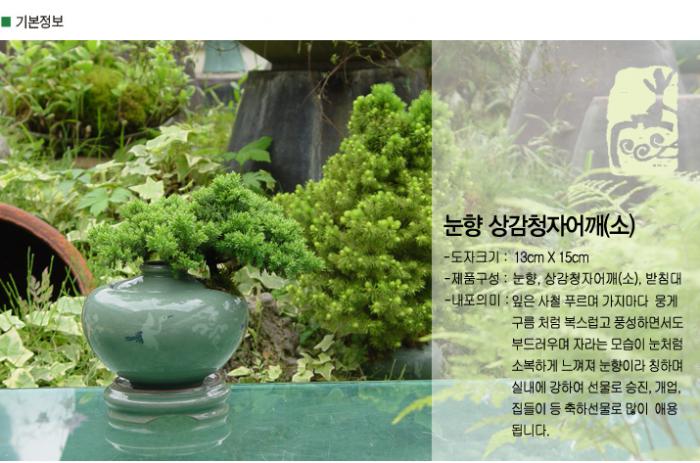 기본정보
눈향 상감청자어깨(소)
-도자크기 : 13cm X 15cm
-제품구성 : 눈향, 상감청자어깨(소), 받침대
-내포의미 : 잎은 사철 푸르며 가지마다 뭉게
구름 처럼 복스럽고 풍성하면서도
부드러우며 자라는 모습이 눈처럼
소복하게 느껴져 눈향이라 칭하며
실내에 강하여 선물로 승진, 개업,
집들이 등 축하선물로 많이 애용
됩니다.